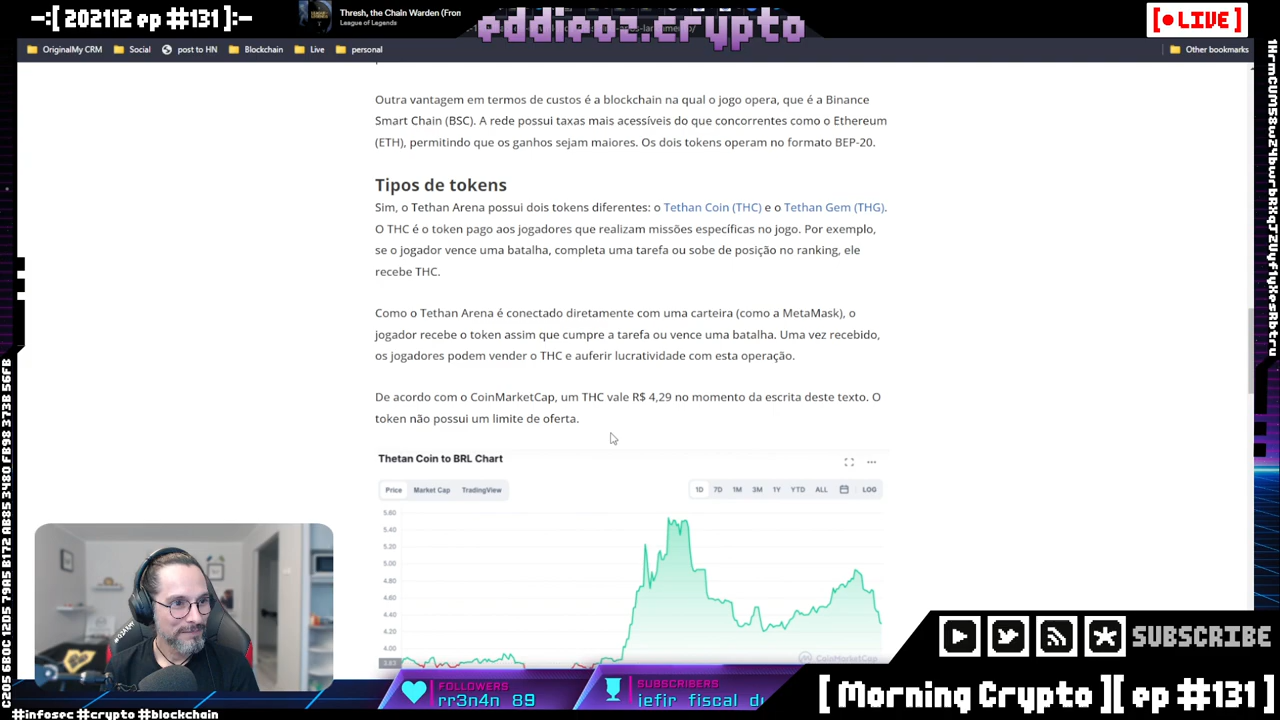 -:[ 202112 ep #131 ]:-
Thresh, the Chain Warden (Fron
League of Legends
eddieoz.crypto
[ LIVE ]
OriginalMy CRM
Social
post to HN
Blockchain
Live
personal
Other bookmarks
Outra vantagem em termos de custos é a blockchain na qual o jogo opera, que é a Binance
Smart Chain (BSC). A rede possui taxas mais acessíveis do que concorrentes como o Ethereum
(ETH), permitindo que os ganhos sejam maiores. Os dois tokens operam no formato BEP-20.
Tipos de tokens
Sim, o Tethan Arena possui dois tokens diferentes: o Tethan Coin (THC) e o Tethan Gem (THG).
O THC é o token pago aos jogadores que realizam missões específicas no jogo. Por exemplo,
se o jogador vence uma batalha, completa uma tarefa ou sobe de posição no ranking, ele
recebe THC.
Como o Tethan Arena é conectado diretamente com uma carteira (como a MetaMask), o
jogador recebe o token assim que cumpre a tarefa ou vence uma batalha. Uma vez recebido,
os jogadores podem vender o THC e auferir lucratividade com esta operação.
De acordo com o CoinMarketCap, um THC vale R$ 4,29 no momento da escrita deste texto. O
token não possui um limite de oferta.
Thetan Coin to BRL Chart
Price
Market Cap
TradingView
1D
7D
1M
3M
1Y
YTD
ALL
LOG
5.60
5.40
5.20
5.00
4.80
4.60
4.40
4.20
4.00
3.83
CoinMarketCap
SUBSCRIBE
FOLLOWERS
rr3n4n 89
SUBSCRIBERS
iefir fiscal du
[ Morning Crypto ][ ep #131 ]
#infosec #crypto #blockchain